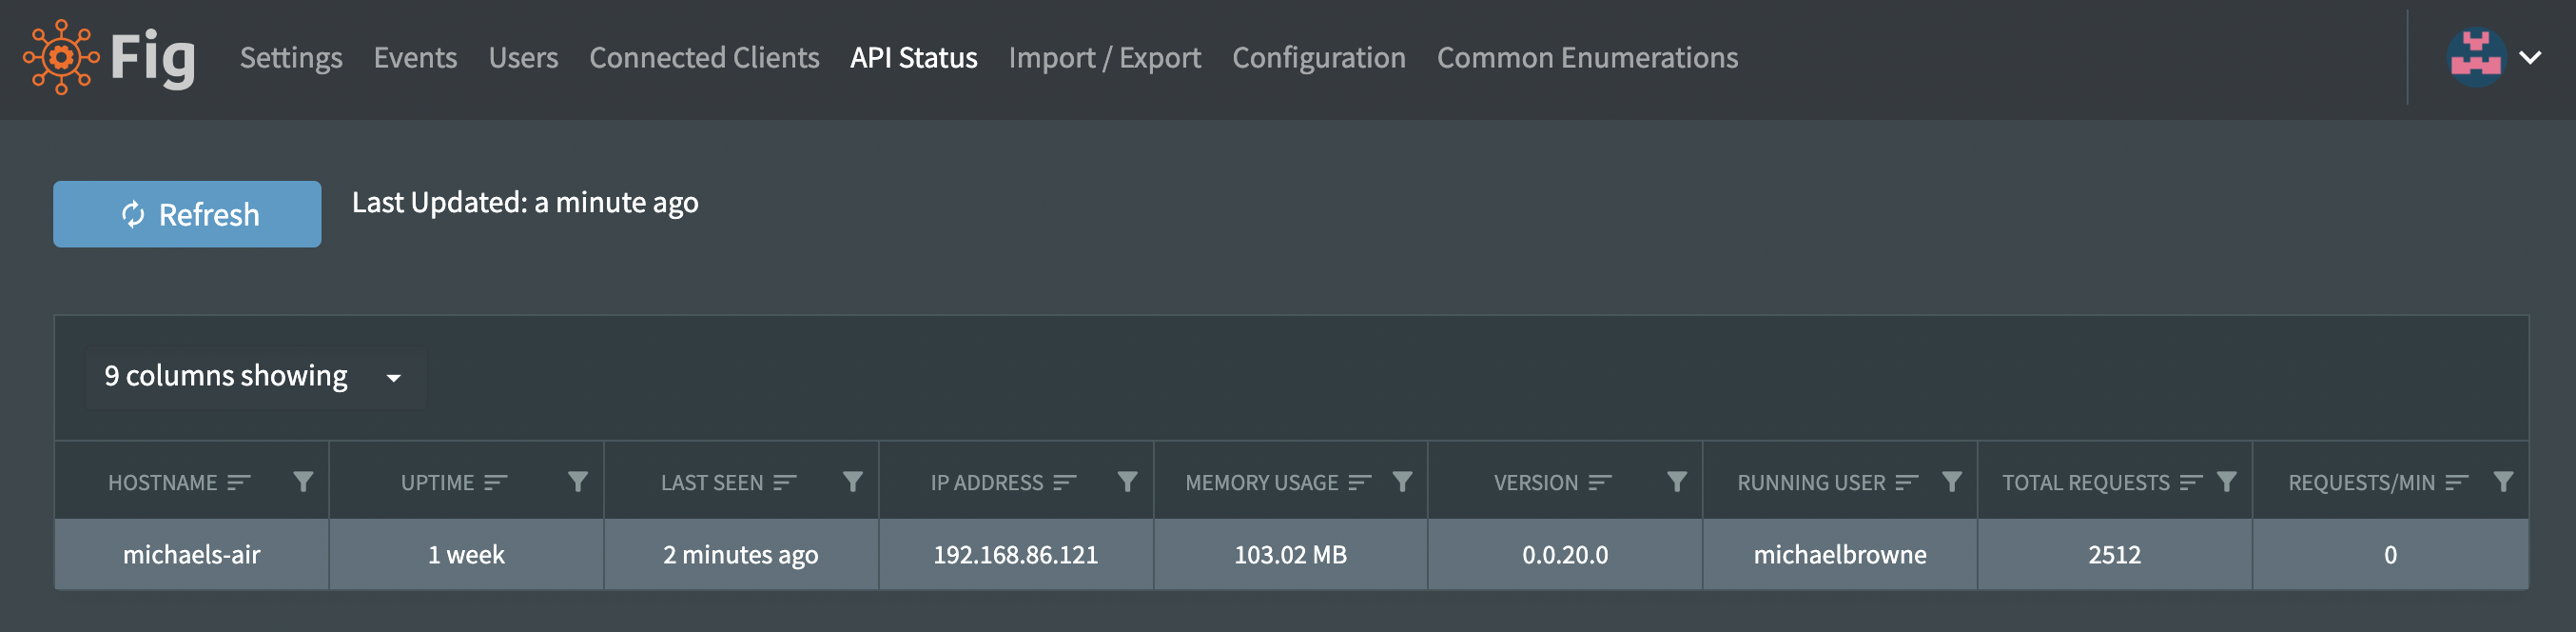 Fig Settings Events Users Connected Clients API Status Import / Export Configuration Common Enumerations
Refresh Last Updated: a minute ago
9 columns showing
HOSTNAME UPTIME LAST SEEN IP ADDRESS MEMORY USAGE VERSION RUNNING USER TOTAL REQUESTS REQUESTS/MIN
michaels-air 1 week 2 minutes ago 192.168.86.121 103.02 MB 0.0.20.0 michaelbrowne 2512 0